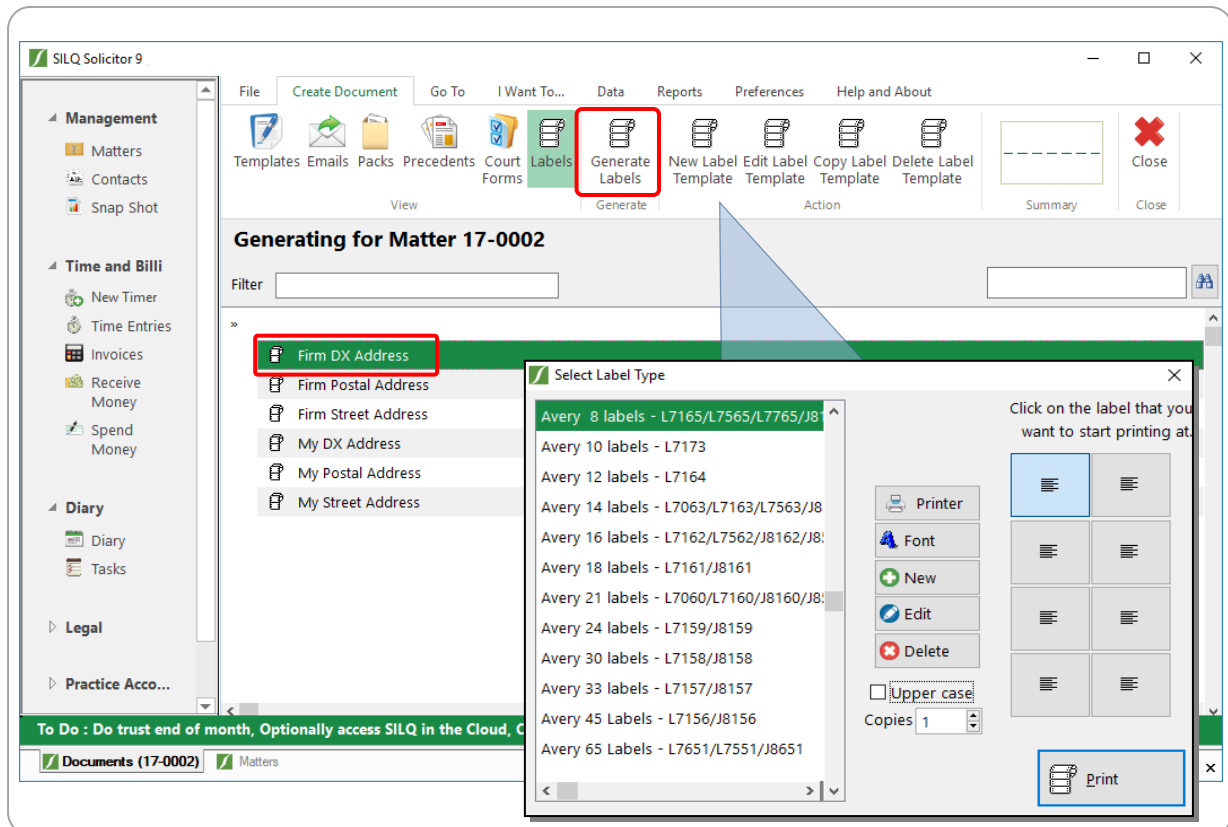 SILQ Solicitor 9
File Create Document Go To I Want To... Data Reports Preferences Help and About
Templates Emails Packs Precedents Court Forms Labels Generate Labels New Label Template Edit Label Template Copy Label Template Delete Label Template Close
View Generate Action Summary Close
Management
Matters
Contacts
Snap Shot
Time and Billi
New Timer
Time Entries
Invoices
Receive
Money
Spend
Money
Diary
Diary
Tasks
Legal
Practice Acco...
Generating for Matter 17-0002
Filter
»
Firm DX Address
Firm Postal Address
Firm Street Address
My DX Address
My Postal Address
My Street Address
Select Label Type
Avery 8 labels - L7165/L7565/L7765/J81
Avery 10 labels - L7173
Avery 12 labels - L7164
Avery 14 labels - L7063/L7163/L7563/J8
Avery 16 labels - L7162/L7562/J8162/J8
Avery 18 labels - L7161/J8161
Avery 21 labels - L7060/L7160/J8160/J8
Avery 24 labels - L7159/J8159
Avery 30 labels - L7158/J8158
Avery 33 labels - L7157/J8157
Avery 45 Labels - L7156/J8156
Avery 65 Labels - L7651/L7551/J8651
Printer
Font
New
Edit
Delete
Upper case
Copies 1
Click on the label that you
want to start printing at.
Print
To Do : Do trust end of month, Optionally access SILQ in the Cloud, C
Documents (17-0002) Matters